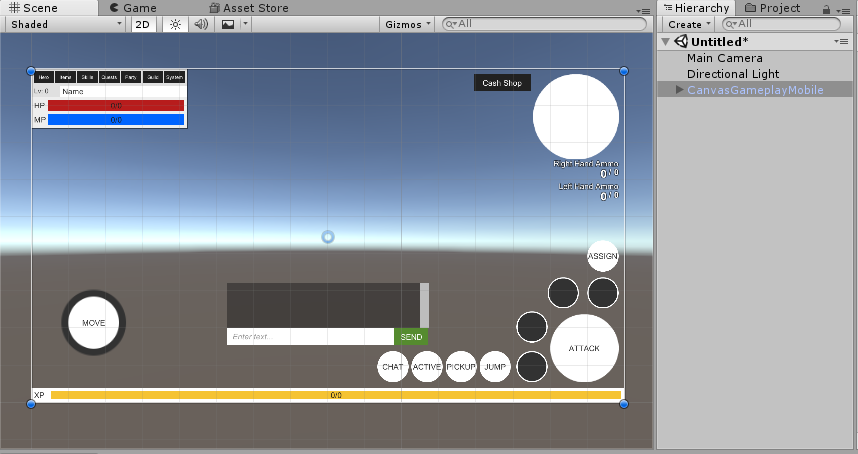 Scene Game Asset Store
Hierarchy Project
Shaded 2D Gizmos All
Create All
Untitled*
Main Camera
Directional Light
CanvasGameplayMobile
Hero Items Skills Quests Party Guild System
Lv: 0 Name
HP 0/0
MP 0/0
Cash Shop
Right Hand Ammo
0 / 0
Left Hand Ammo
0 / 0
ASSIGN
MOVE
Enter text... SEND
ATTACK
CHAT ACTIVE PICKUP JUMP
XP 0/0